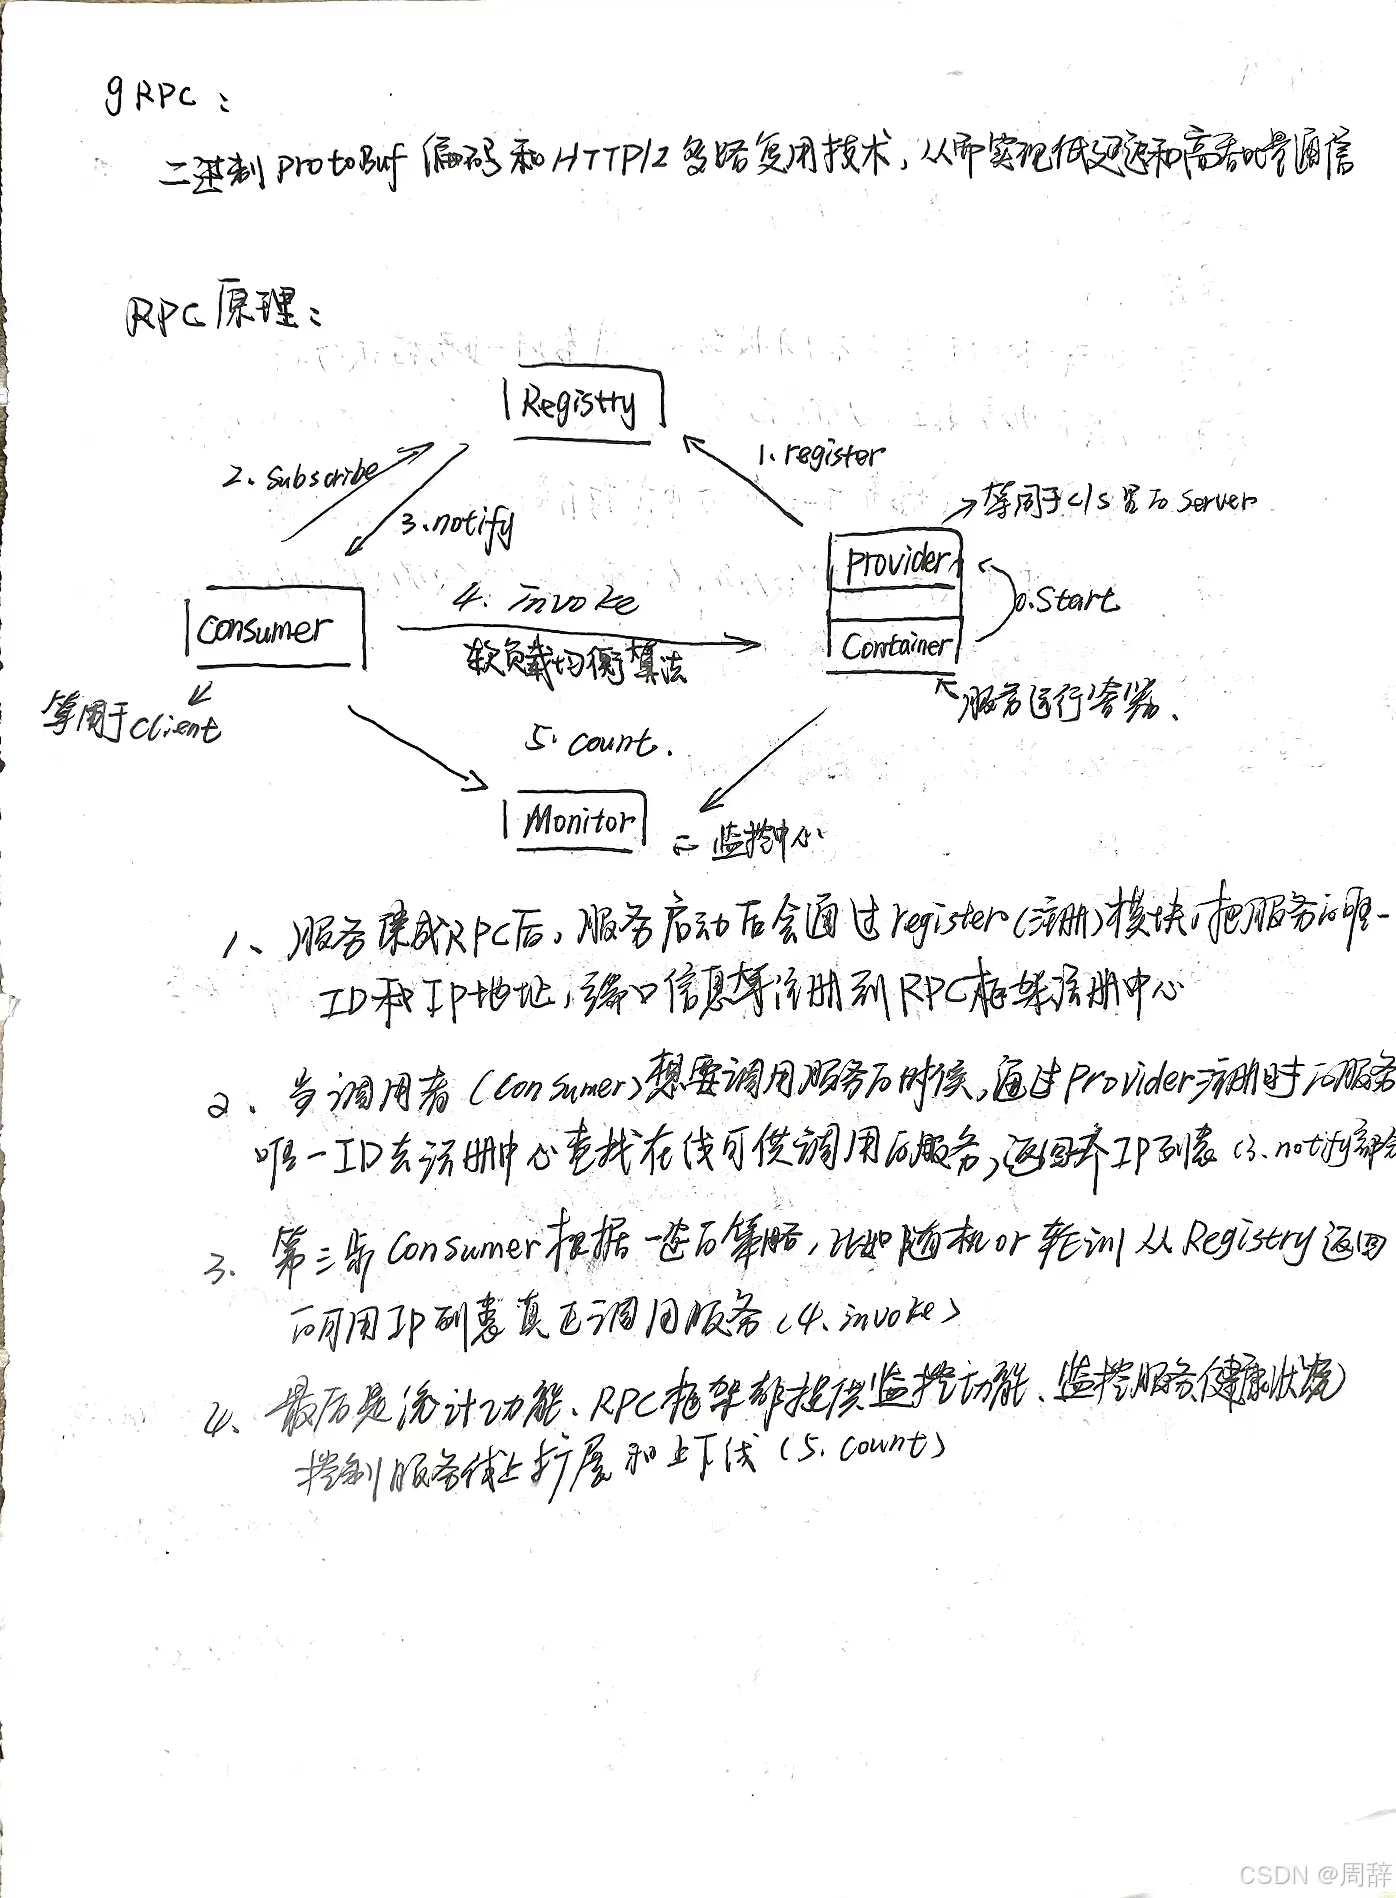 gRPC：
二进制protoBuf 编码和HTTP/2多路复用技术，从而实现低延迟和高吞吐量通信
RPC原理：
Registry
2. Subscribe
1. register
3. notify
→等同于C/S里的Server
provider
4. invoke
0. Start
consumer
软负载均衡算法
Container
等同于client
服务运行容器、
5. count.
Monitor
监控中心
1、服务集成RPC后，服务启动后会通过register(注册)模块，把服务的唯一
ID和IP地址，端口信息等注册到RPC框架注册中心
2、当调用者(Consumer)想要调用服务的时候，通过Provider注册时的服务
唯一ID去注册中心查找在线可供调用的服务，返回IP列表(3. notify
3. 第三步Consumer根据一定的策略，比如随机or轮训从Registry返回
的可用IP列表真正调用服务(4. invoke)
4、最后是统计功能、RPC框架都提供监控功能、监控服务健康状况
控制服务线上扩展和上下线(5. count)
CSDN @周辞